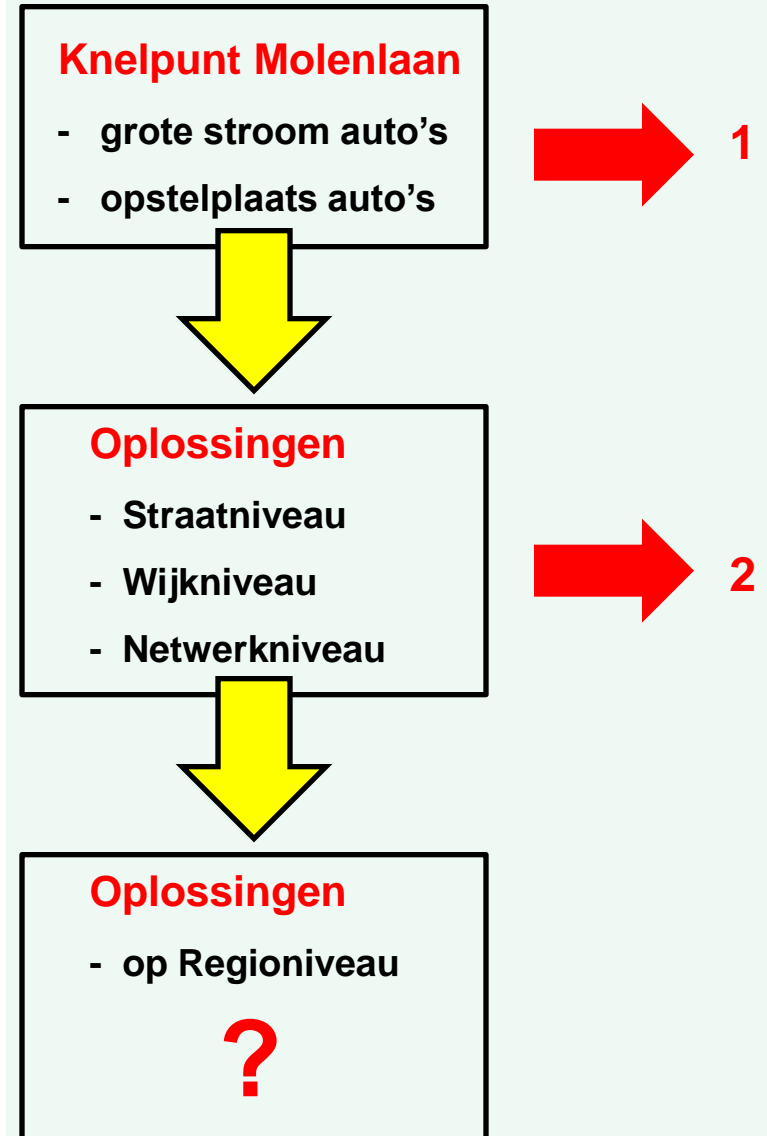 Knelpunt Molenlaan
- grote stroom auto’s
- opstelplaats auto’s
1
Oplossingen
- Straatniveau
- Wijkniveau
- Netwerkniveau
2
Oplossingen
- op Regioniveau
?